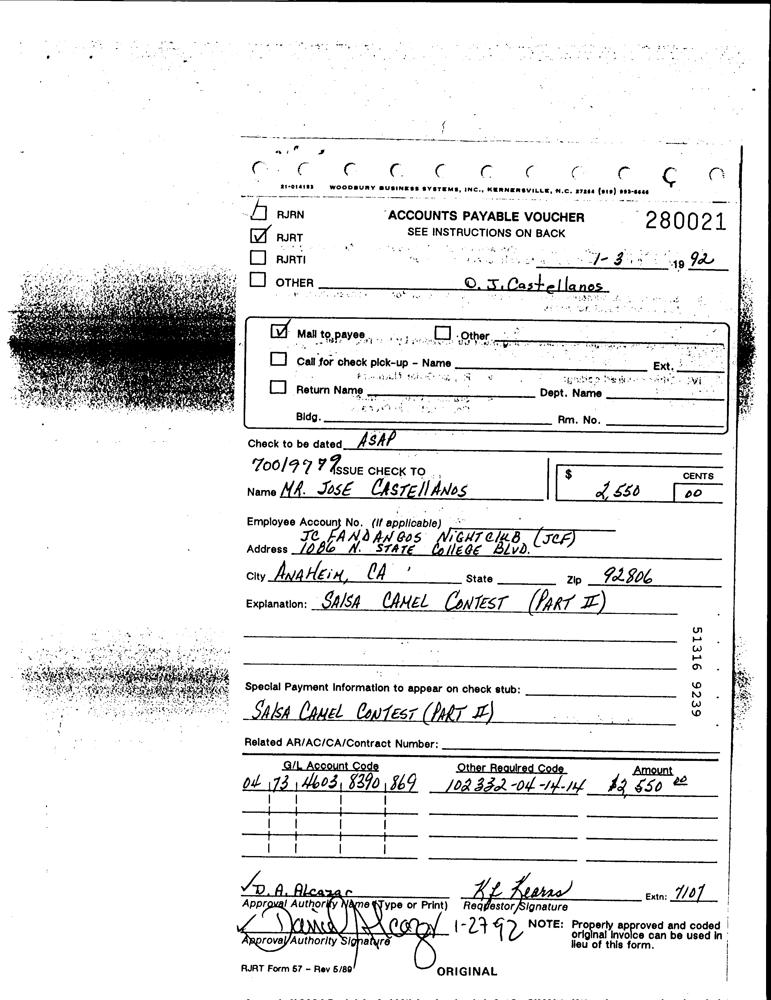 21-014183 WOODBURY BUSINESS SYSTEMS, INC., KERNERSVILLE, N.C. 27284 (919) 993-
RJRN ACCOUNTS PAYABLE VOUCHER 280021
RJRT SEE INSTRUCTIONS ON BACK
RJRTI 1-3 19 92
OTHER O. J. Castellanos
Mail to payee Other
Call for check pick-up - Name Ext.
Return Name Dept. Name
Bldg. Rm. No.
Check to be dated ASAP
70019779 ISSUE CHECK TO $ CENTS
Name MR. JOSE CASTEllANOS 2,550 00
Employee Account No. (if applicable)
JC FANDANGOS NIGHTCLUB (JCF)
Address 1086 N. STATE COllEGE BLVD.
City ANAHEIM, CA State Zip 92806
Explanation: SAlSA CAMEL CONTEST (PART II)
51316 9239
Special Payment Information to appear on check stub:
SAlSA CAMEL CONTEST (PART II)
Related AR/AC/CA/Contract Number:
G/L Account Code Other Required Code Amount
04 73 4603 8390 869 102332-04-14-14 $2,550 00
D. A. Alcazar K L Kearns Extn: 7107
Approval Authority Name (Type or Print) Requestor Signature
Daniel Alcazar 1-27 92 NOTE: Properly approved and coded
original invoice can be used in
Approval Authority Signature lieu of this form.
RJRT Form 57 - Rev 5/89 ORIGINAL